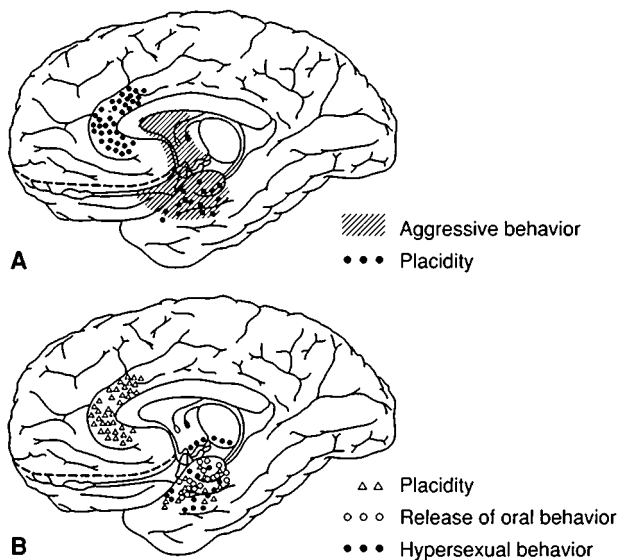 A
Aggressive behavior
Placidity
B
Placidity
Release of oral behavior
Hypersexual behavior